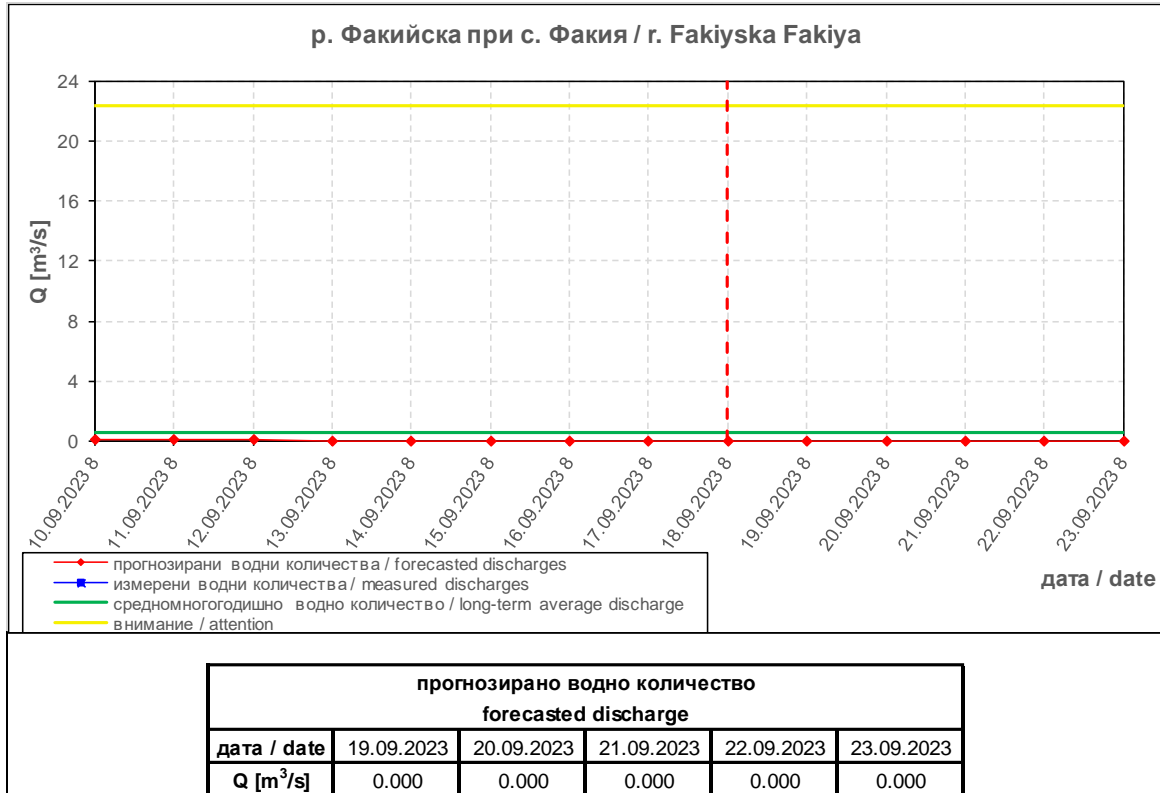 р. Факийска при с. Факия / r. Fakiyska Fakiya
24
20
16
12
8
4
0
Q [m³/s]
10.09.2023 8
11.09.2023 8
12.09.2023 8
13.09.2023 8
14.09.2023 8
15.09.2023 8
16.09.2023 8
17.09.2023 8
18.09.2023 8
19.09.2023 8
20.09.2023 8
21.09.2023 8
22.09.2023 8
23.09.2023 8
дата / date
прогнозирани водни количества / forecasted discharges
измерени водни количества / measured discharges
средномногогодишно водно количество / long-term average discharge
внимание / attention
прогнозирано водно количество
forecasted discharge
дата / date 19.09.2023 20.09.2023 21.09.2023 22.09.2023 23.09.2023
Q [m³/s] 0.000 0.000 0.000 0.000 0.000